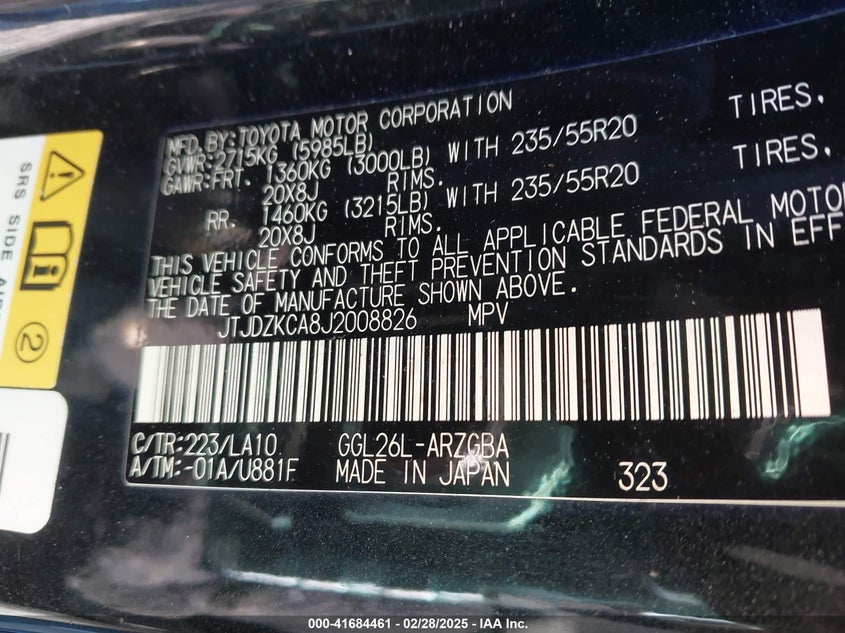 MFD. BY: TOYOTA MOTOR CORPORATION
GVWR: 2715KG (5985LB)
GAWR: FRT. 1360KG (3000LB) WITH 235/55R20 TIRES,
20X8J RIMS.
RR. 1460KG (3215LB) WITH 235/55R20 TIRES,
20X8J RIMS.
THIS VEHICLE CONFORMS TO ALL APPLICABLE FEDERAL MOTO
VEHICLE SAFETY AND THEFT PREVENTION STANDARDS IN EFF
THE DATE OF MANUFACTURE SHOWN ABOVE.
JTJDZKCA8J2008826 MPV
C/TR: 223/LA10 GGL26L-ARZGBA
A/TM: -01A/U881F MADE IN JAPAN 323
SRS SIDE AIR
2
000-41684461 - 02/28/2025 - IAA Inc.